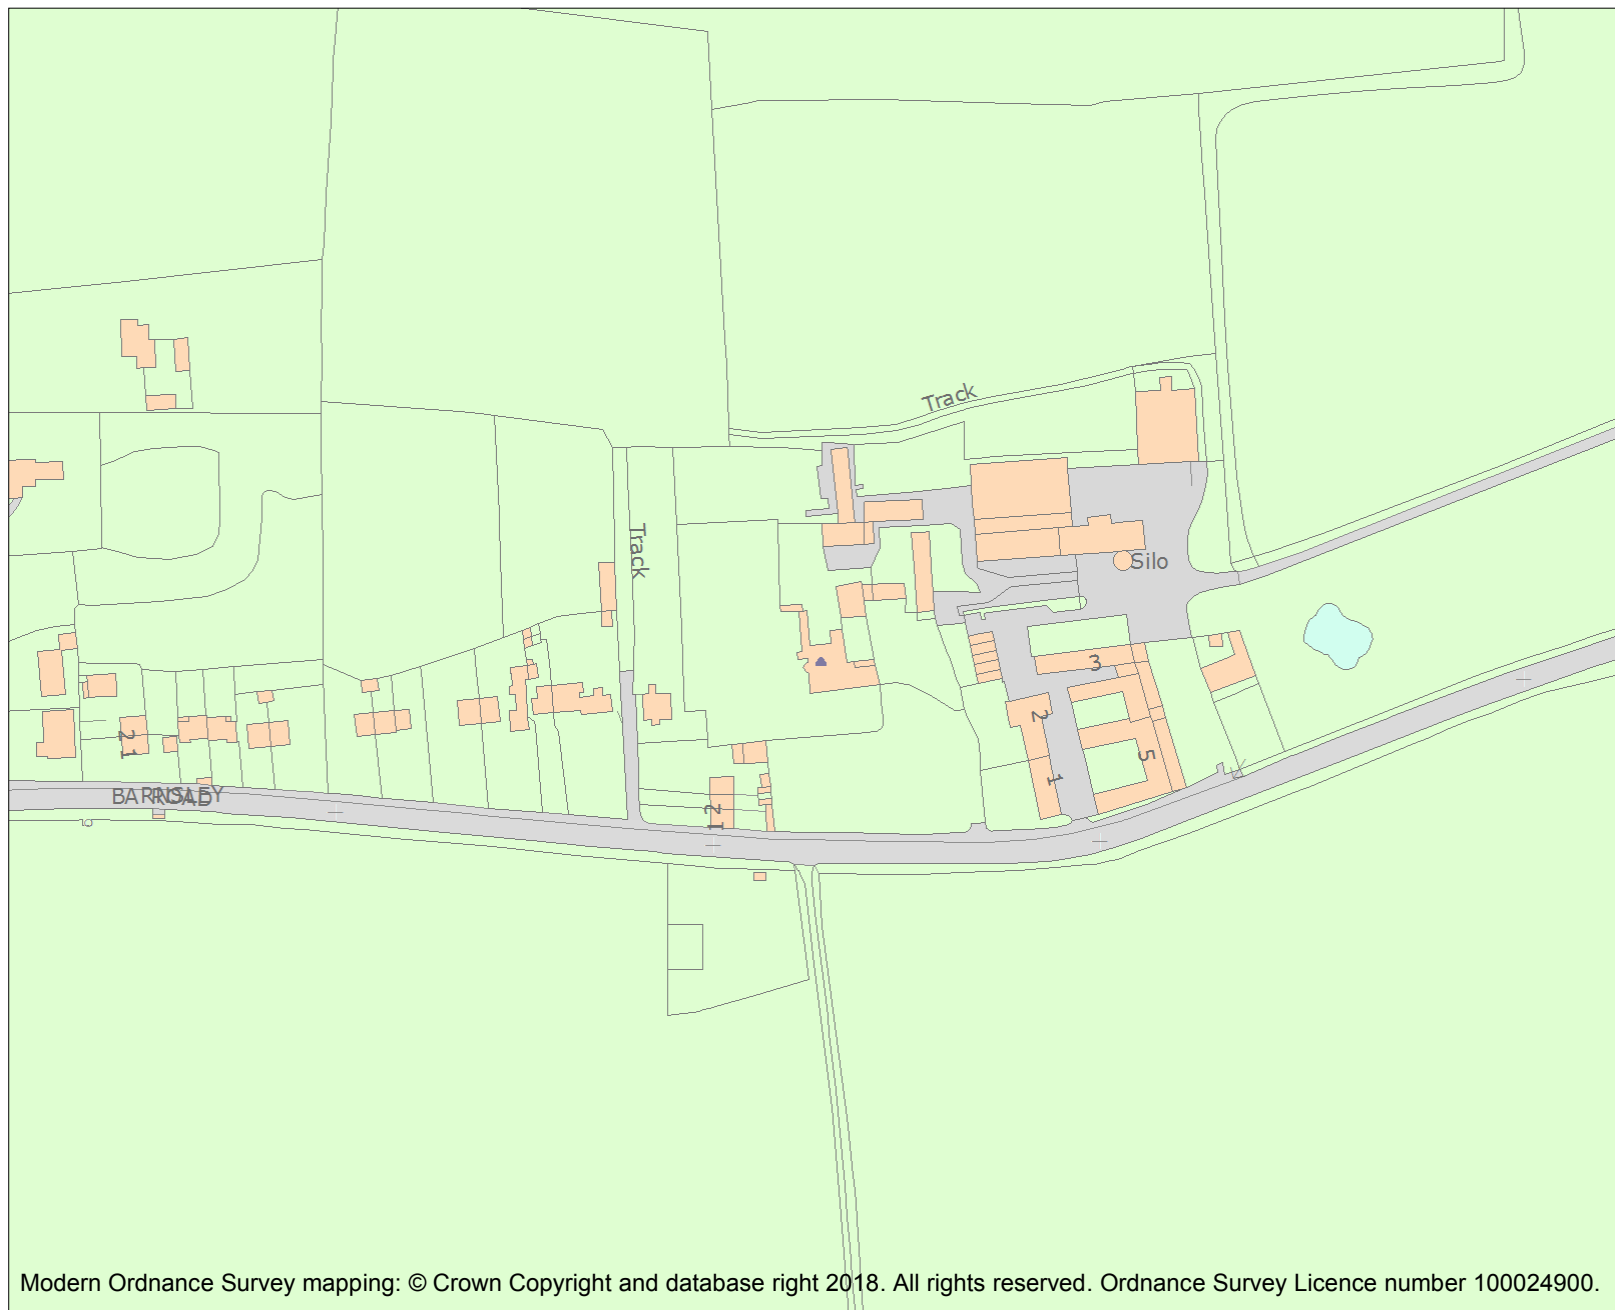 Track
Track
Silo
3
2
5
1
2 1
BARNSLEY ROAD
2 1
Modern Ordnance Survey mapping: © Crown Copyright and database right 2018. All rights reserved. Ordnance Survey Licence number 100024900.